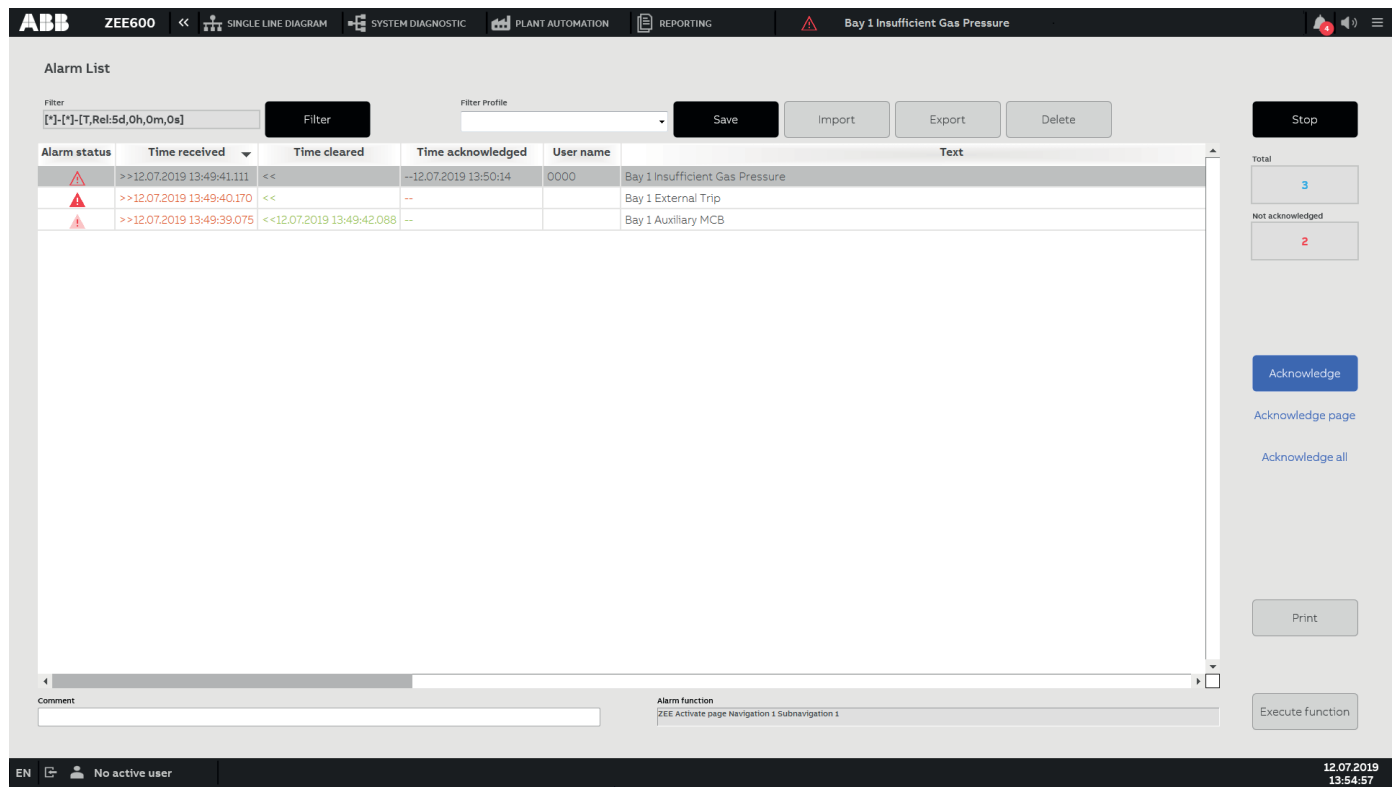 ABB ZEE600 << SINGLE LINE DIAGRAM SYSTEM DIAGNOSTIC PLANT AUTOMATION REPORTING Bay 1 Insufficient Gas Pressure 4
Alarm List
Filter Filter Profile
[*]-[*]-[T,Rel:5d,0h,0m,0s] Filter Save Import Export Delete Stop
Alarm status Time received Time cleared Time acknowledged User name Text
Total
>>12.07.2019 13:49:41.111 << --12.07.2019 13:50:14 0000 Bay 1 Insufficient Gas Pressure
3
>>12.07.2019 13:49:40.170 << -- Bay 1 External Trip
Not acknowledged
>>12.07.2019 13:49:39.075 <<12.07.2019 13:49:42.088 -- Bay 1 Auxiliary MCB
2
Acknowledge
Acknowledge page
Acknowledge all
Print
Comment Alarm function
ZEE Activate page Navigation 1 Subnavigation 1
Execute function
EN No active user
12.07.2019
13:54:57